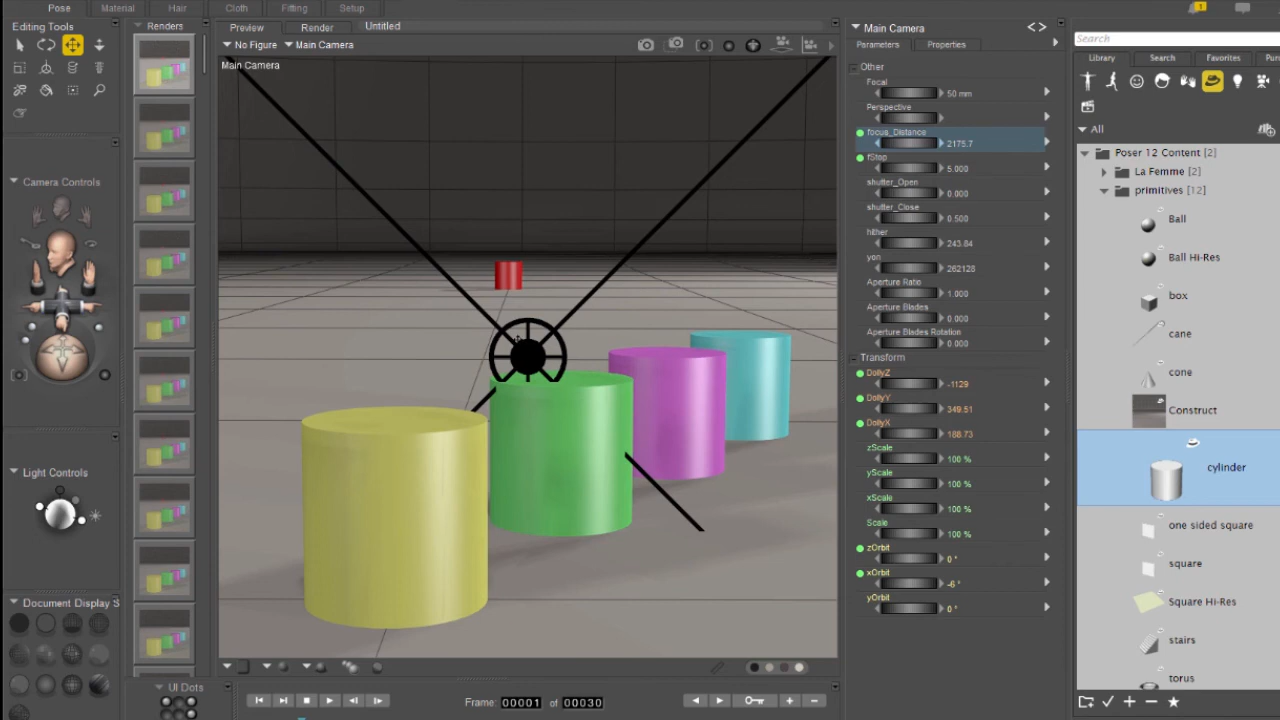 Pose Material Hair Cloth Fitting Setup
1
Editing Tools
Renders
Preview Render Untitled
No Figure Main Camera
Main Camera
Camera Controls
Light Controls
Document Display S
UI Dots
Frame 00001 of 00030
Main Camera
Parameters Properties
Other
Focal
50 mm
Perspective
focus_Distance
2175.7
fStop
5.000
shutter_Open
0.000
shutter_Close
0.500
hither
243.84
yon
262128
Aperture Ratio
1.000
Aperture Blades
0.000
Aperture Blades Rotation
0.000
Transform
DollyZ
-1129
DollyY
349.51
DollyX
188.73
zScale
100 %
yScale
100 %
xScale
100 %
Scale
100 %
zOrbit
0 °
xOrbit
-6 °
yOrbit
0 °
Search
Library Search Favorites Pur
All
Poser 12 Content [2]
La Femme [2]
primitives [12]
Ball
Ball Hi-Res
box
cane
cone
Construct
cylinder
one sided square
square
Square Hi-Res
stairs
torus